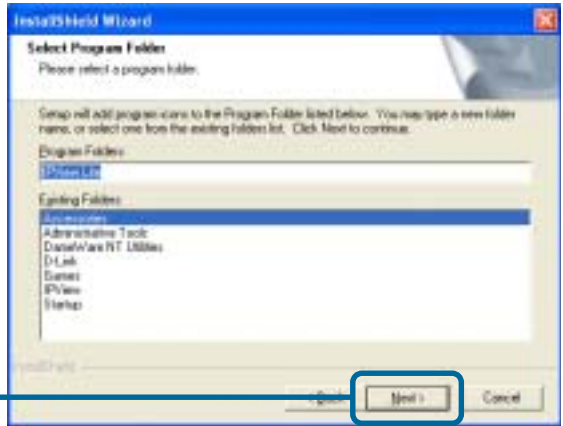 InstallShield Wizard
Select Program Folder
Please select a program folder.
Setup will add program icons to the Program Folder listed below. You may type a new folder
name, or select one from the existing folders list. Click Next to continue.
Program Folders:
IPView Lite
Existing Folders:
Accessories
Administrative Tools
DameWare NT Utilities
D-Link
Games
IPView
Startup
InstallShield
< Back
Next >
Cancel